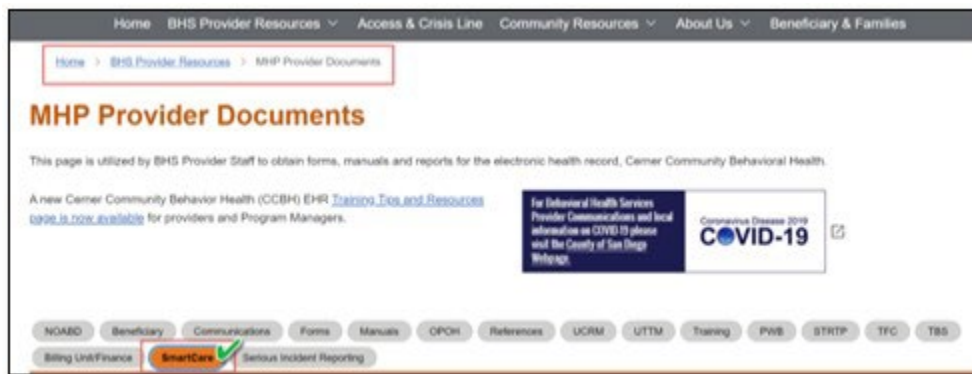 Home BHS Provider Resources Access & Crisis Line Community Resources About Us Beneficiary & Families
Home > BHS Provider Resources > MHP Provider Documents
MHP Provider Documents
This page is utilized by BHS Provider Staff to obtain forms, manuals and reports for the electronic health record, Cerner Community Behavioral Health.
A new Cerner Community Behavior Health (CCBH) EHR Training Tips and Resources
page is now available for providers and Program Managers.
For Behavioral Health Services
Provider Communications and local
information on COVID-19 please
visit the County of San Diego
Webpage.
Coronavirus Disease 2019
COVID-19
NOABD Beneficiary Communications Forms Manuals OPOH References UCRM UTTM Training PWB STRTP TFC TBS
Billing Unit/Finance SmartCare Serious Incident Reporting